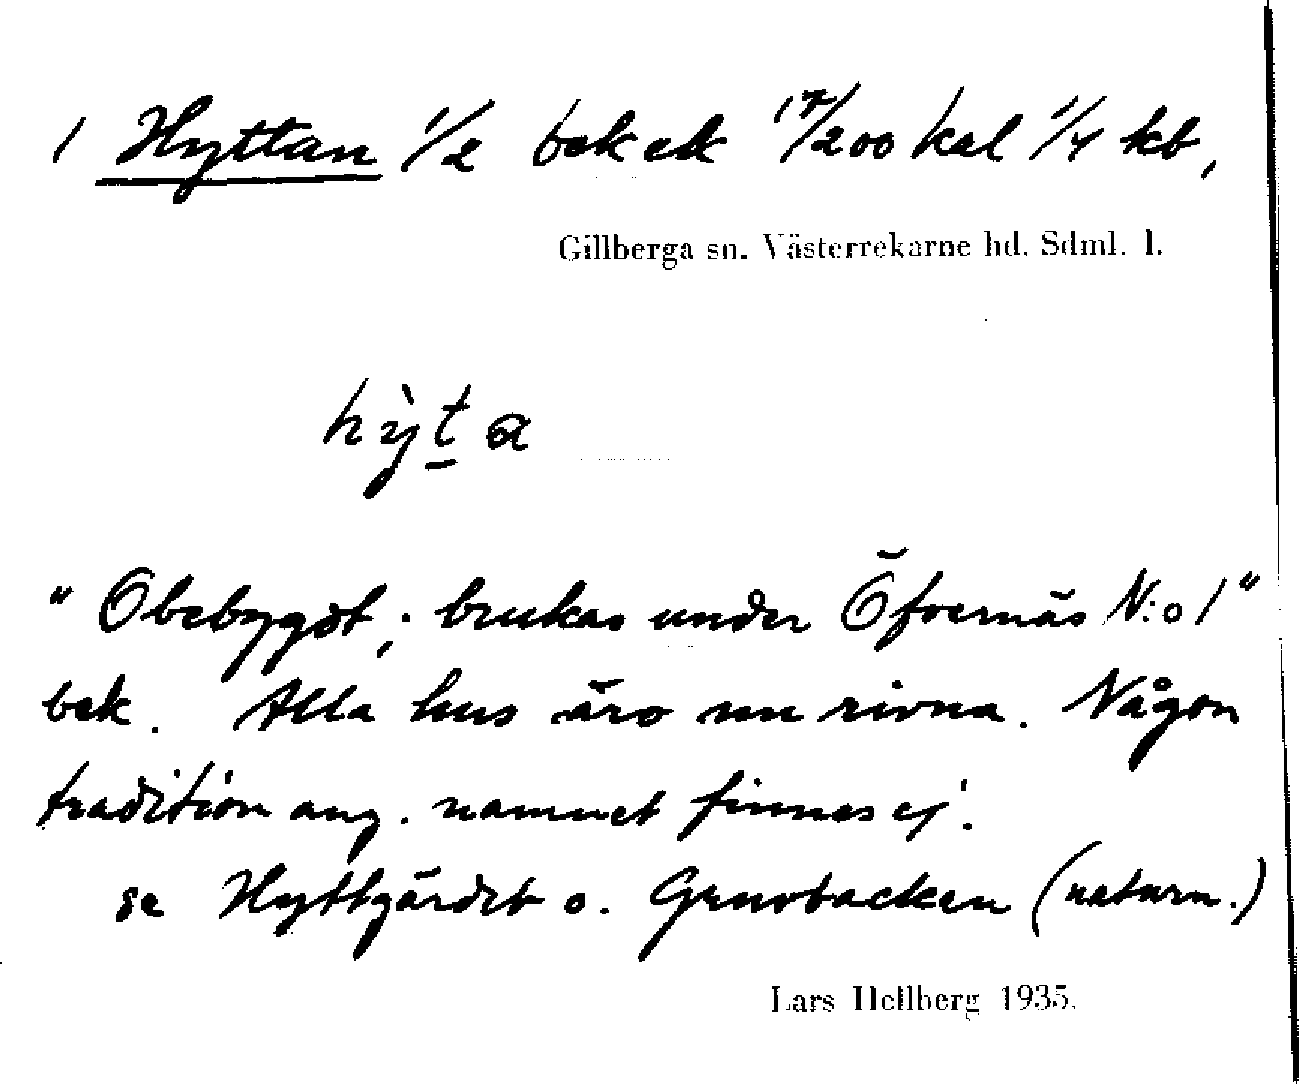 1 Hyttan 1/2 bek ek 17/200 kal 1/4 kb,
Gillberga sn. Västerrekarne hd. Sdml. l.
hỳt̲a
"Obebygdt; brukas under Öfvernäs N:o 1"
bek. Alla hus äro nu rivna. Någon
tradition ang. namnet finnes ej.
se Hyttgärdet o. Gruvbacken (naturn.)
Lars Hellberg 1935.